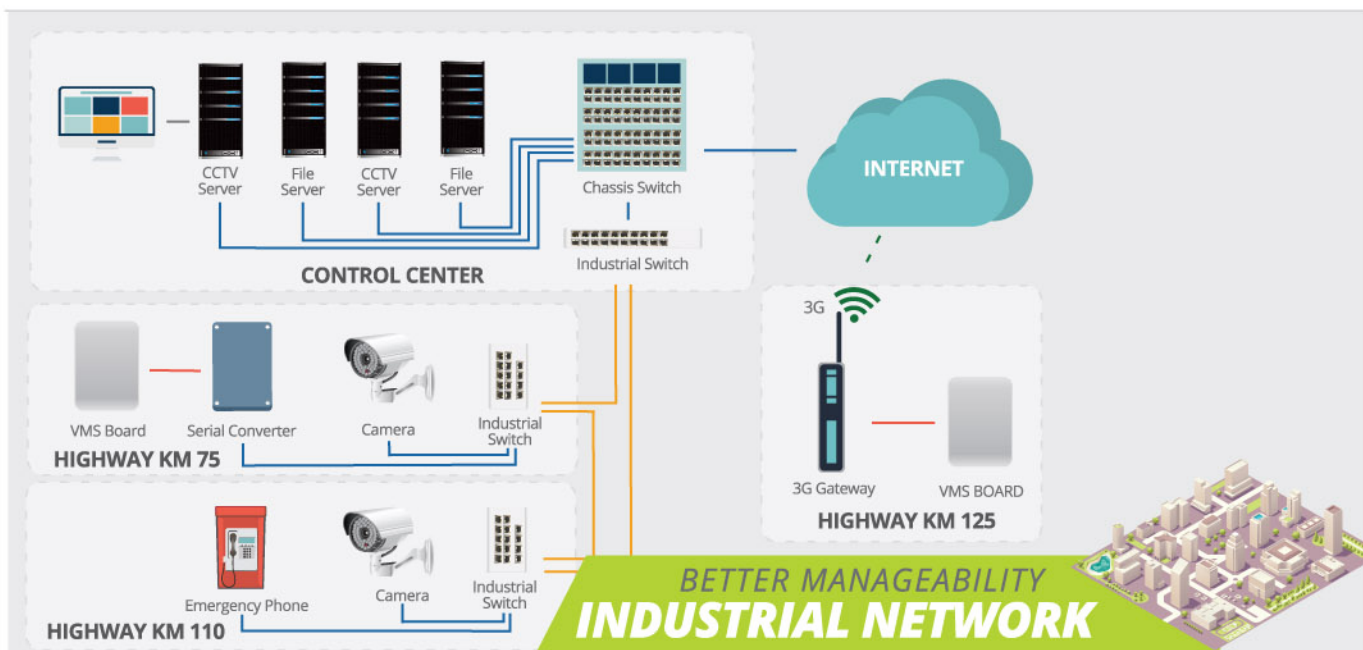 CCTV
Server
File
Server
CCTV
Server
File
Server
Chassis Switch
INTERNET
Industrial Switch
CONTROL CENTER
3G
VMS Board
Serial Converter
Camera
Industrial
Switch
HIGHWAY KM 75
3G Gateway
VMS BOARD
HIGHWAY KM 125
Emergency Phone
Camera
Industrial
Switch
HIGHWAY KM 110
BETTER MANAGEABILITY
INDUSTRIAL NETWORK